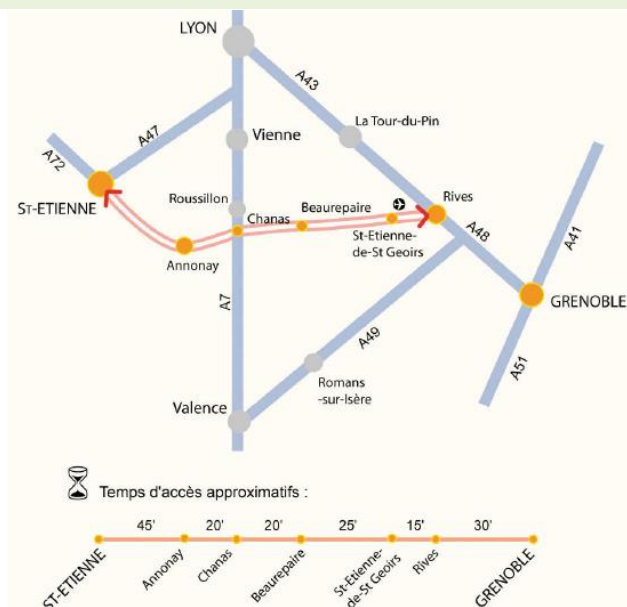 LYON
A43
La Tour-du-Pin
A47
A72
Vienne
ST-ETIENNE
Roussillon
Chanas
Beaurepaire
Rives
St-Etienne-
de-St Geoirs
A48
A41
Annonay
A7
GRENOBLE
A49
A51
Romans
-sur-Isère
Valence
Temps d'accès approximatifs :
45' 20' 20' 25' 15' 30'
ST-ETIENNE
Annonay
Chanas
Beaurepaire
St-Etienne-
de-St Geoirs
Rives
GRENOBLE